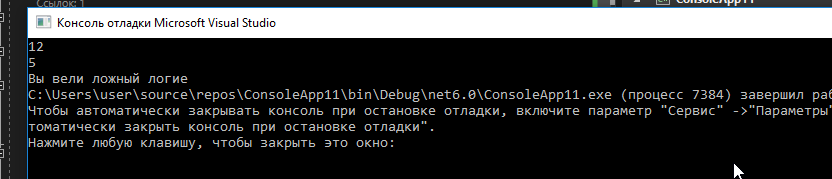 Ссылок: 1
ConsoleApp11
Консоль отладки Microsoft Visual Studio
12
5
Вы вели ложный логие
C:\Users\user\source\repos\ConsoleApp11\bin\Debug\net6.0\ConsoleApp11.exe (процесс 7384) завершил раб
Чтобы автоматически закрывать консоль при остановке отладки, включите параметр "Сервис" ->"Параметры"
томатически закрыть консоль при остановке отладки".
Нажмите любую клавишу, чтобы закрыть это окно: